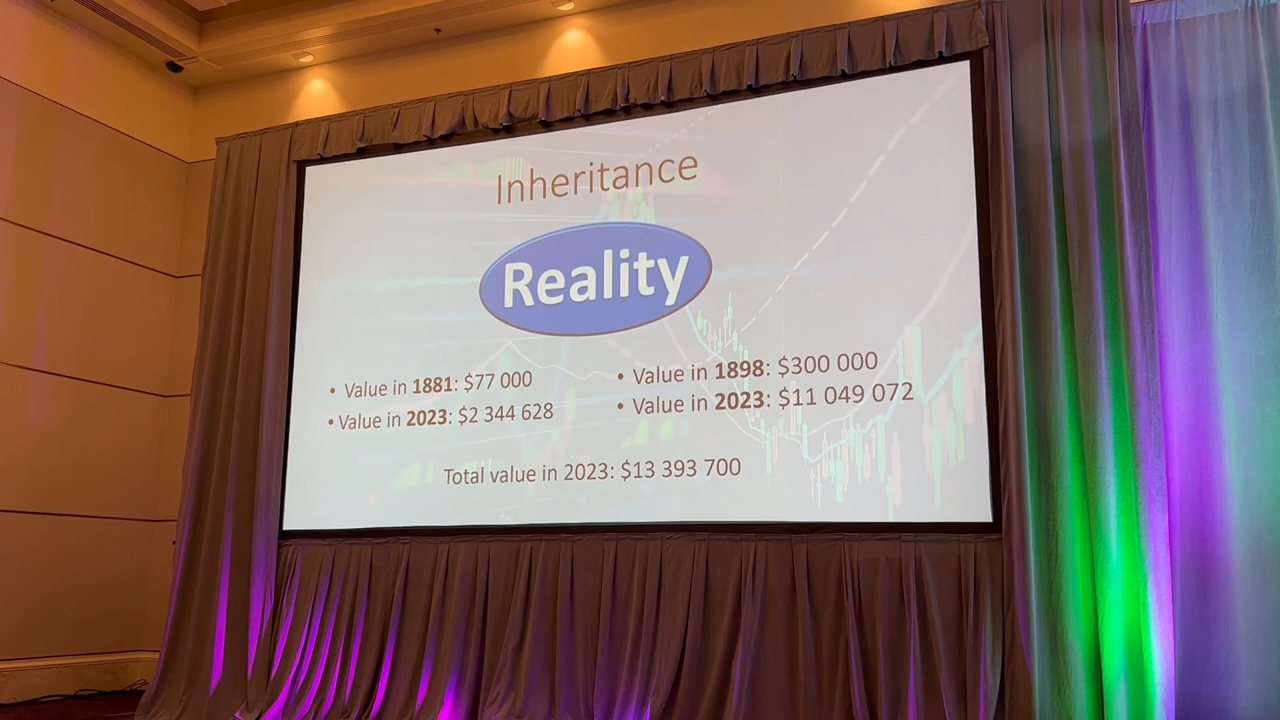 Inheritance
Reality
• Value in 1881: $77 000
• Value in 2023: $2 344 628
• Value in 1898: $300 000
• Value in 2023: $11 049 072
Total value in 2023: $13 393 700